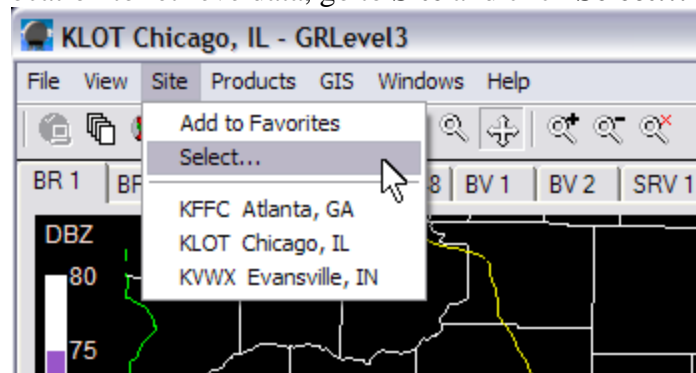 KLOT Chicago, IL - GRLevel3
File View Site Products GIS Windows Help
Add to Favorites
Select...
BR 1 8 BV 1 BV 2 SRV 1
KFFC Atlanta, GA
KLOT Chicago, IL
KVWX Evansville, IN
DBZ
80
75